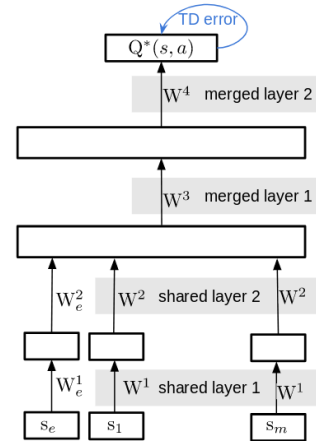 TD error
Q*(s, a)
W⁴ merged layer 2
W³ merged layer 1
W²ₑ W² shared layer 2 W²
W¹ₑ W¹ shared layer 1 W¹
sₑ s₁ sₘ